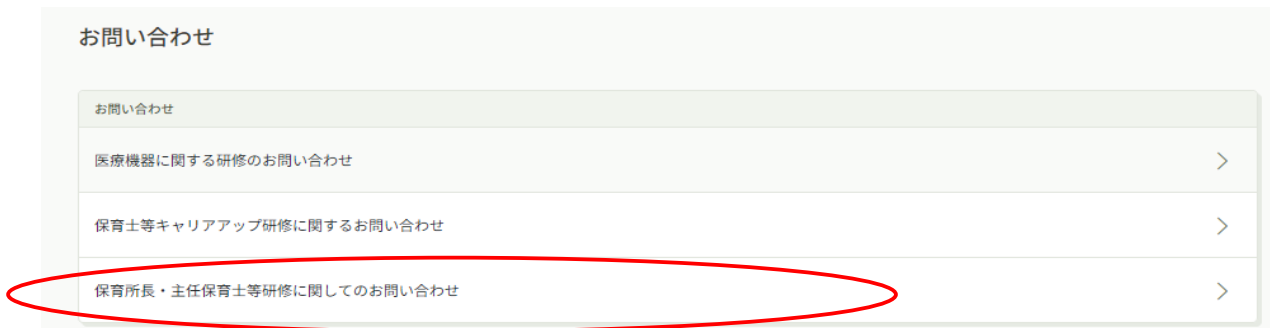 お問い合わせ
お問い合わせ
医療機器に関する研修のお問い合わせ
保育士等キャリアアップ研修に関するお問い合わせ
保育所長・主任保育士等研修に関してのお問い合わせ